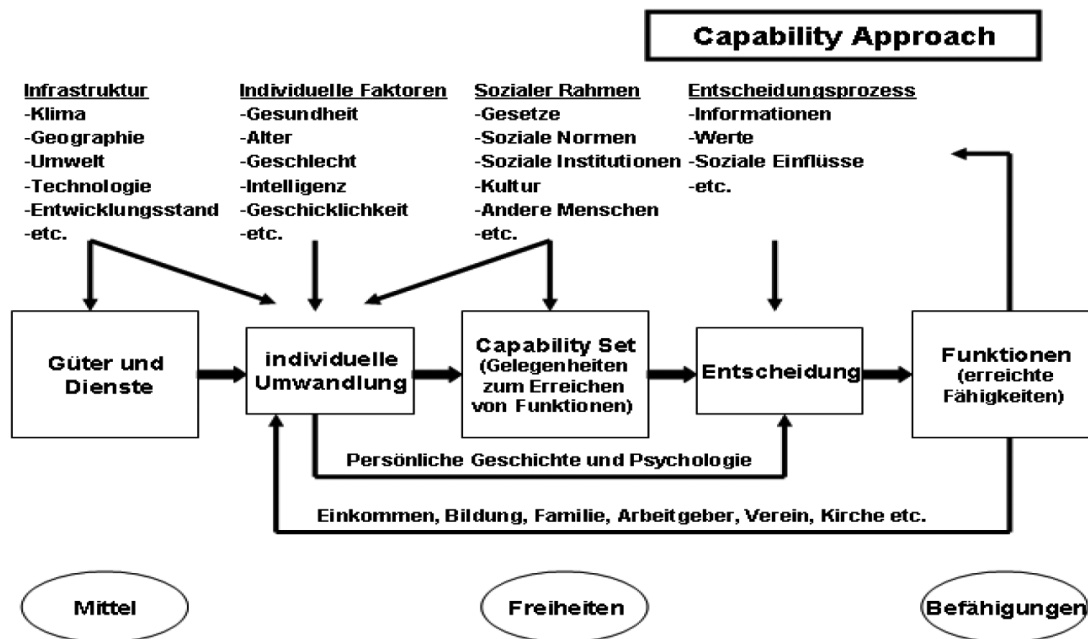 Capability Approach
Infrastruktur
-Klima
-Geographie
-Umwelt
-Technologie
-Entwicklungsstand
-etc.
Individuelle Faktoren
-Gesundheit
-Alter
-Geschlecht
-Intelligenz
-Geschicklichkeit
-etc.
Sozialer Rahmen
-Gesetze
-Soziale Normen
-Soziale Institutionen
-Kultur
-Andere Menschen
-etc.
Entscheidungsprozess
-Informationen
-Werte
-Soziale Einflüsse
-etc.
Güter und
Dienste
individuelle
Umwandlung
Capability Set
(Gelegenheiten
zum Erreichen
von Funktionen)
Entscheidung
Funktionen
(erreichte
Fähigkeiten)
Persönliche Geschichte und Psychologie
Einkommen, Bildung, Familie, Arbeitgeber, Verein, Kirche etc.
Mittel
Freiheiten
Befähigungen